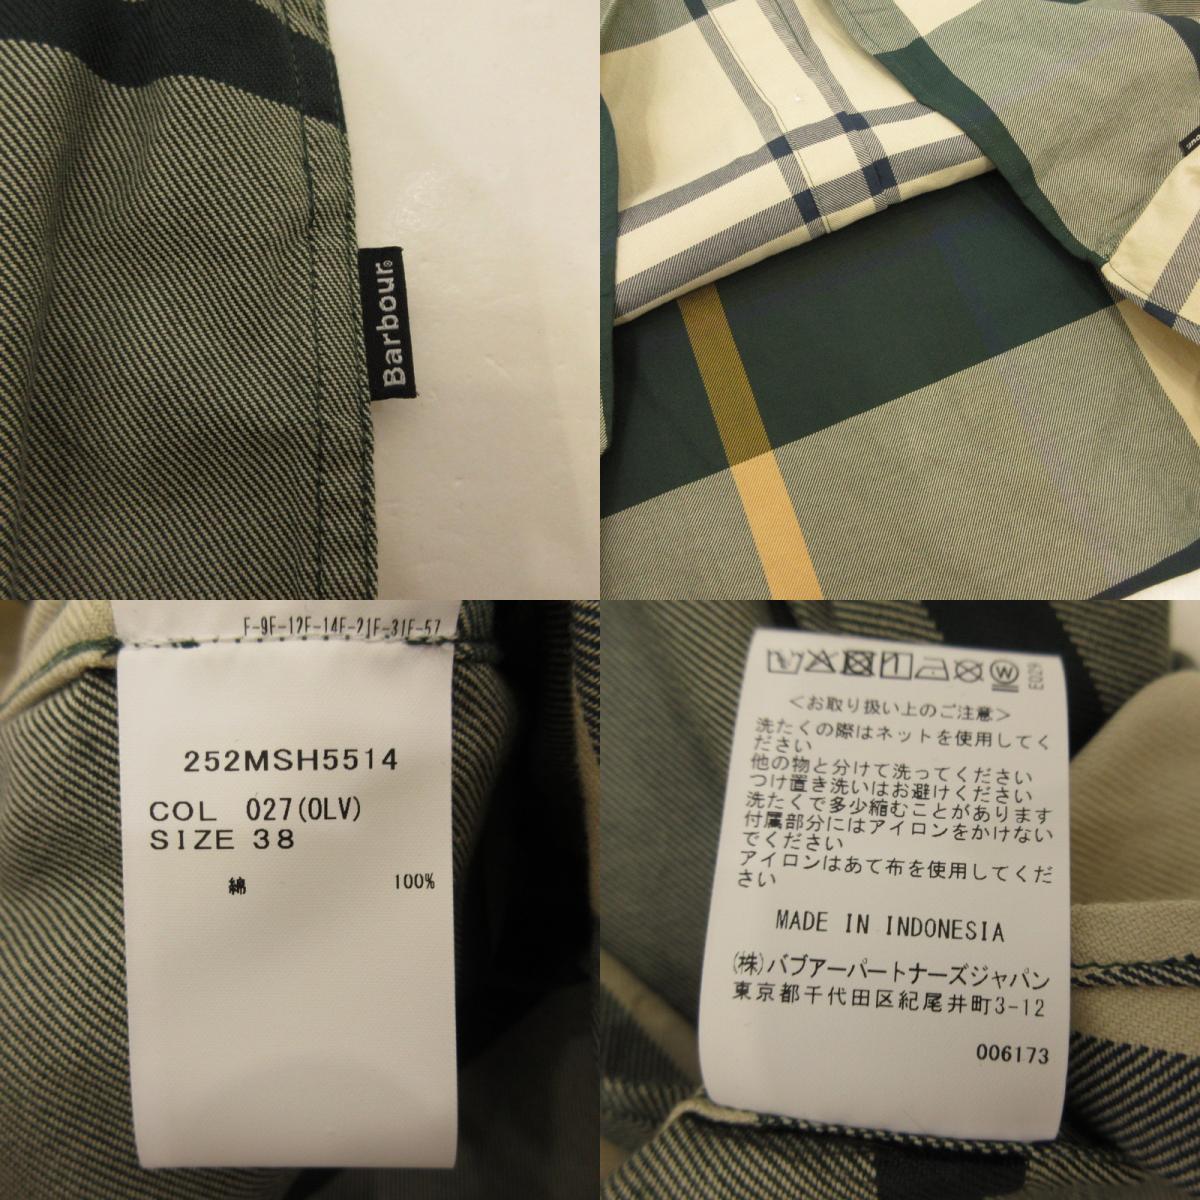 Barbour®
F-9F-12F-14F-21F-31F-57
252MSH5514
COL 027(OLV)
SIZE 38
綿 100%
W
E029
<お取り扱い上のご注意>
洗たくの際はネットを使用してく
ださい
他の物と分けて洗ってください
つけ置き洗いはお避けください
洗たくで多少縮むことがあります
付属部分にはアイロンをかけない
でください
アイロンはあて布を使用してくだ
さい
MADE IN INDONESIA
(株)バブアーパートナーズジャパン
東京都千代田区紀尾井町3-12
006173